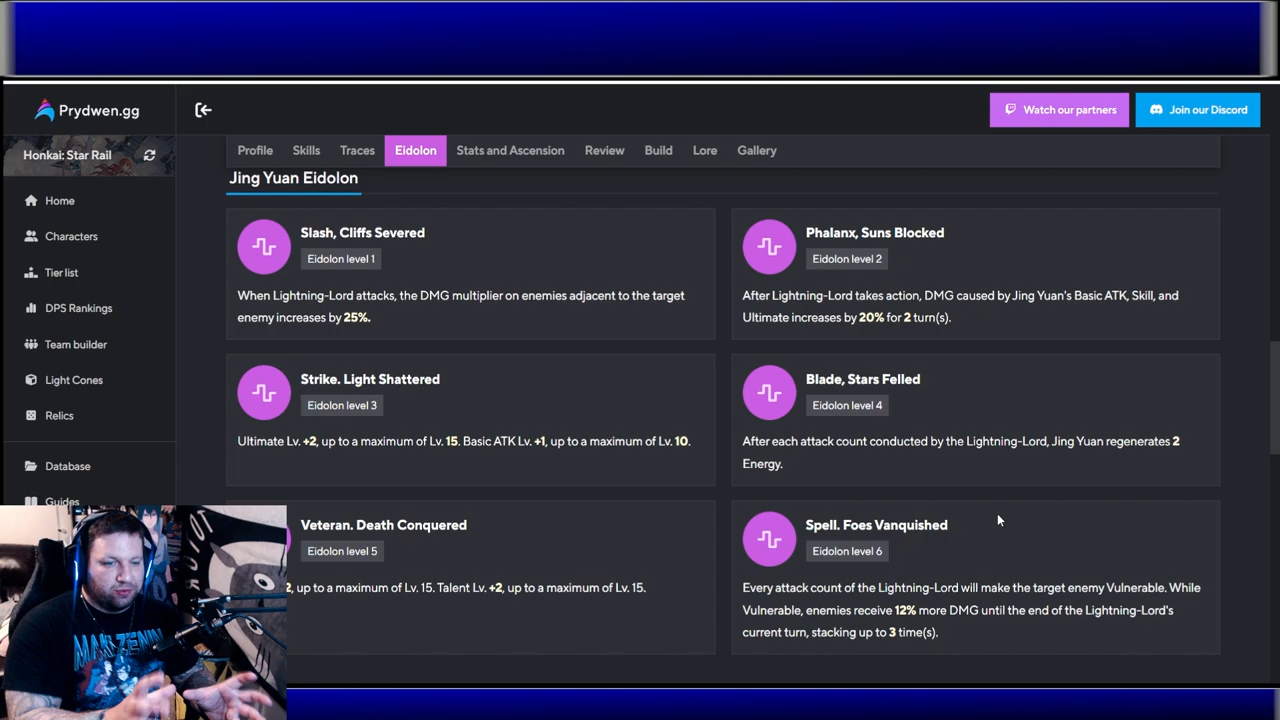 Prydwen.gg
Watch our partners
Join our Discord
Honkai: Star Rail
Profile Skills Traces Eidolon Stats and Ascension Review Build Lore Gallery
Home
Characters
Tier list
DPS Rankings
Team builder
Light Cones
Relics
Database
Guides
Jing Yuan Eidolon
Slash, Cliffs Severed
Eidolon level 1
When Lightning-Lord attacks, the DMG multiplier on enemies adjacent to the target
enemy increases by 25%.
Phalanx, Suns Blocked
Eidolon level 2
After Lightning-Lord takes action, DMG caused by Jing Yuan's Basic ATK, Skill, and
Ultimate increases by 20% for 2 turn(s).
Strike. Light Shattered
Eidolon level 3
Ultimate Lv. +2, up to a maximum of Lv. 15. Basic ATK Lv. +1, up to a maximum of Lv. 10.
Blade, Stars Felled
Eidolon level 4
After each attack count conducted by the Lightning-Lord, Jing Yuan regenerates 2
Energy.
Veteran. Death Conquered
Eidolon level 5
2, up to a maximum of Lv. 15. Talent Lv. +2, up to a maximum of Lv. 15.
Spell. Foes Vanquished
Eidolon level 6
Every attack count of the Lightning-Lord will make the target enemy Vulnerable. While
Vulnerable, enemies receive 12% more DMG until the end of the Lightning-Lord's
current turn, stacking up to 3 time(s).